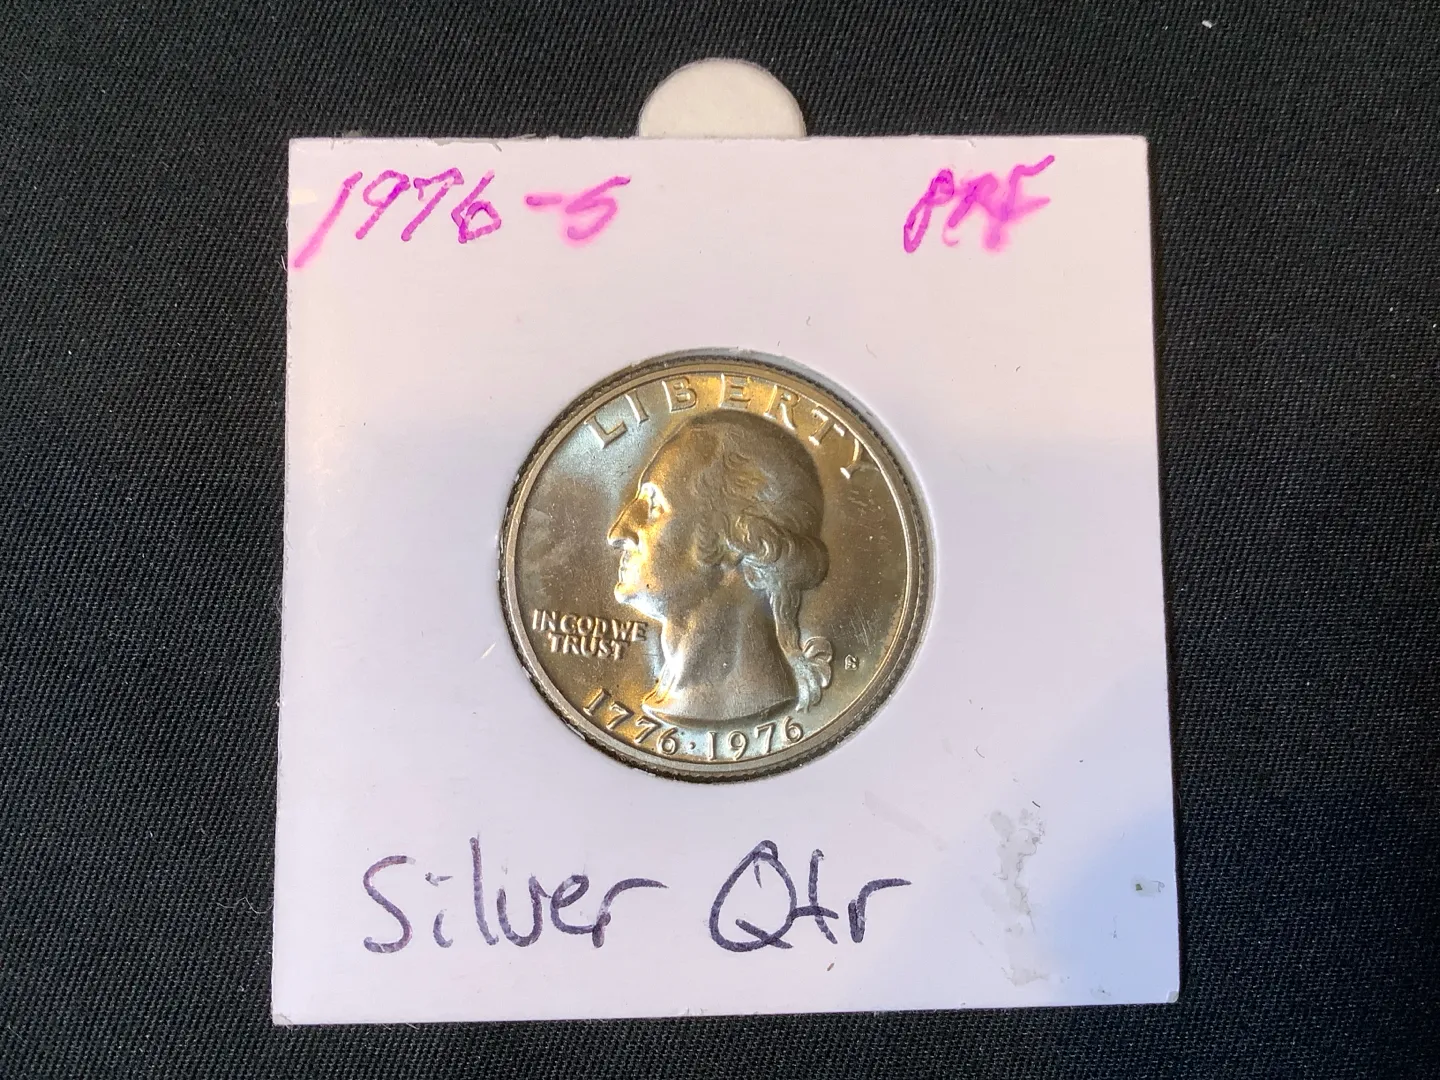 1976-S PRF
LIBERTY
IN GOD WE
TRUST
S
1776·1976
Silver Qtr